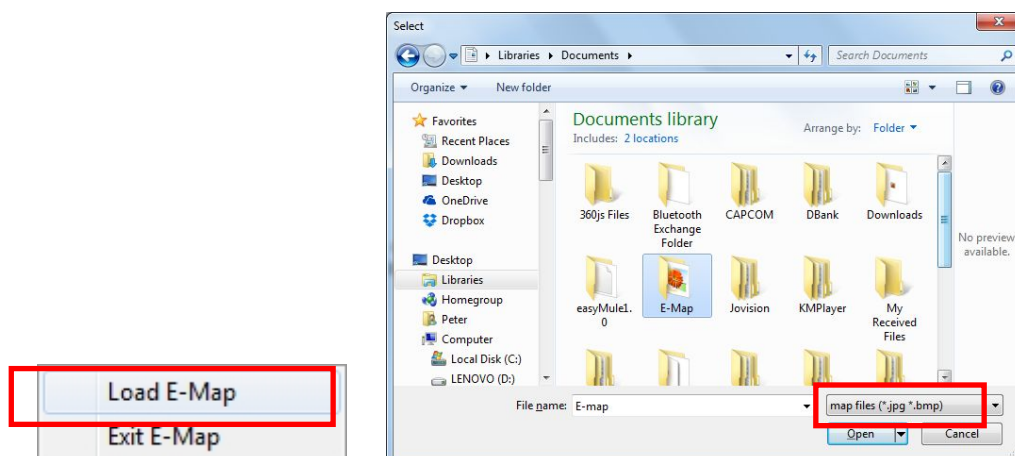 Load E-Map
Exit E-Map
Select
Libraries
Documents
Search Documents
Organize
New folder
Favorites
Recent Places
Downloads
Desktop
OneDrive
Dropbox
Desktop
Libraries
Homegroup
Peter
Computer
Local Disk (C:)
LENOVO (D:)
Documents library
Includes: 2 locations
Arrange by: Folder
360js Files
Bluetooth
Exchange
Folder
CAPCOM
DBank
Downloads
easyMule1.
0
E-Map
Jovision
KMPlayer
My
Received
Files
No preview
available.
File name: E-map
map files (*.jpg *.bmp)
Open
Cancel